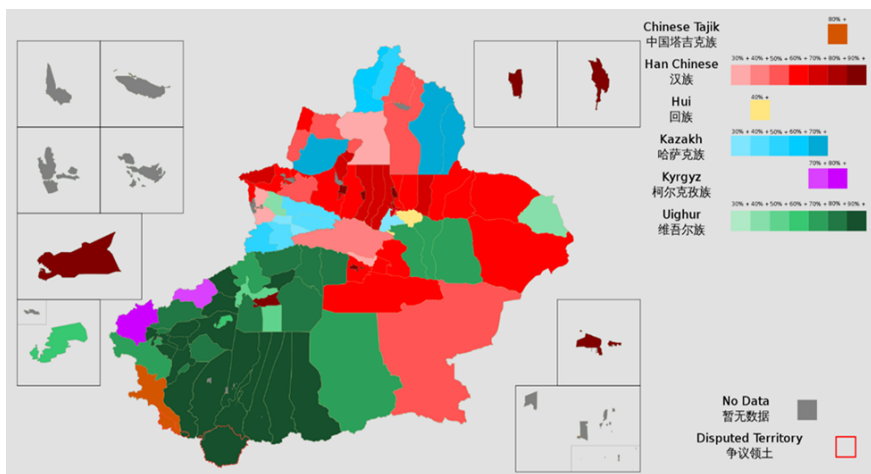 80% +
Chinese Tajik
中国塔吉克族
30% + 40% + 50% + 60% + 70% + 80% + 90% +
Han Chinese
汉族
40% +
Hui
回族
30% + 40% + 50% + 60% + 70% +
Kazakh
哈萨克族
70% + 80% +
Kyrgyz
柯尔克孜族
30% + 40% + 50% + 60% + 70% + 80% + 90% +
Uighur
维吾尔族
No Data
暂无数据
Disputed Territory
争议领土